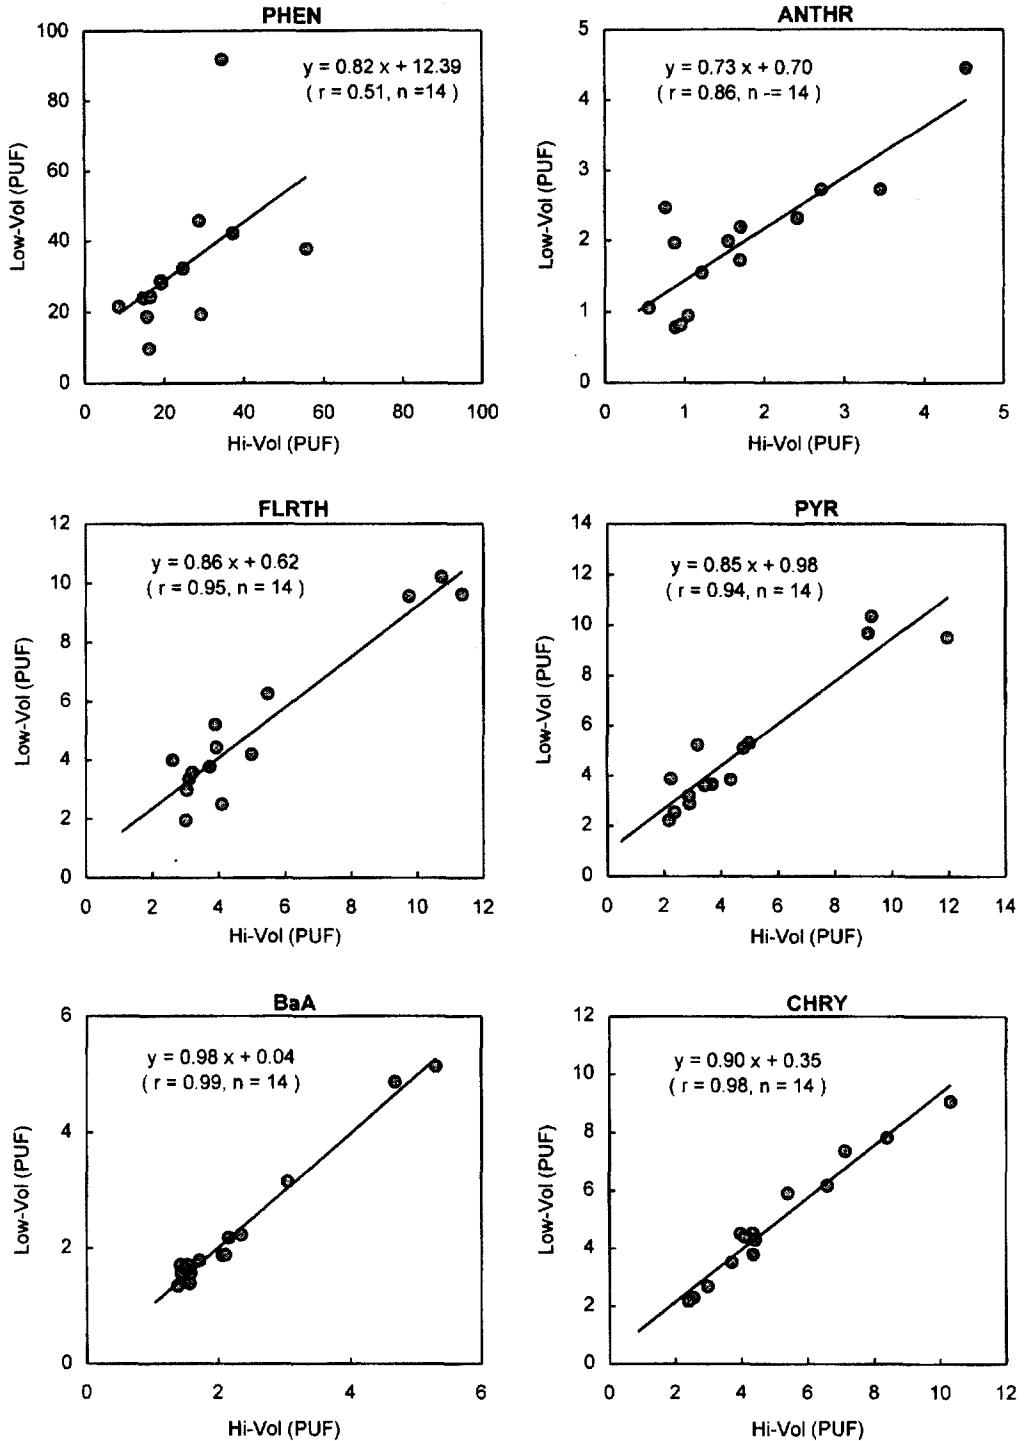 PHEN
100
80
60
40
20
0
y = 0.82 x + 12.39
( r = 0.51, n =14 )
Low-Vol (PUF)
0 20 40 60 80 100
Hi-Vol (PUF)
ANTHR
5
4
3
2
1
0
y = 0.73 x + 0.70
( r = 0.86, n -= 14 )
Low-Vol (PUF)
0 1 2 3 4 5
Hi-Vol (PUF)
FLRTH
12
10
8
6
4
2
0
y = 0.86 x + 0.62
( r = 0.95, n = 14 )
Low-Vol (PUF)
0 2 4 6 8 10 12
Hi-Vol (PUF)
PYR
14
12
10
8
6
4
2
0
y = 0.85 x + 0.98
( r = 0.94, n = 14 )
Low-Vol (PUF)
0 2 4 6 8 10 12 14
Hi-Vol (PUF)
BaA
6
4
2
0
y = 0.98 x + 0.04
( r = 0.99, n = 14 )
Low-Vol (PUF)
0 2 4 6
Hi-Vol (PUF)
CHRY
12
10
8
6
4
2
0
y = 0.90 x + 0.35
( r = 0.98, n = 14 )
Low-Vol (PUF)
0 2 4 6 8 10 12
Hi-Vol (PUF)